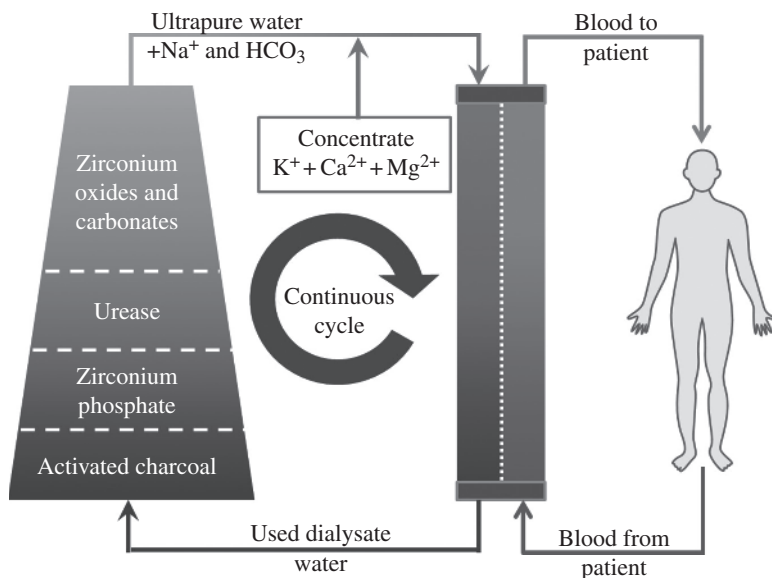 Ultrapure water
+Na⁺ and HCO₃
Blood to
patient
Concentrate
K⁺ + Ca²⁺ + Mg²⁺
Zirconium
oxides and
carbonates
Urease
Zirconium
phosphate
Activated charcoal
Continuous
cycle
Used dialysate
water
Blood from
patient